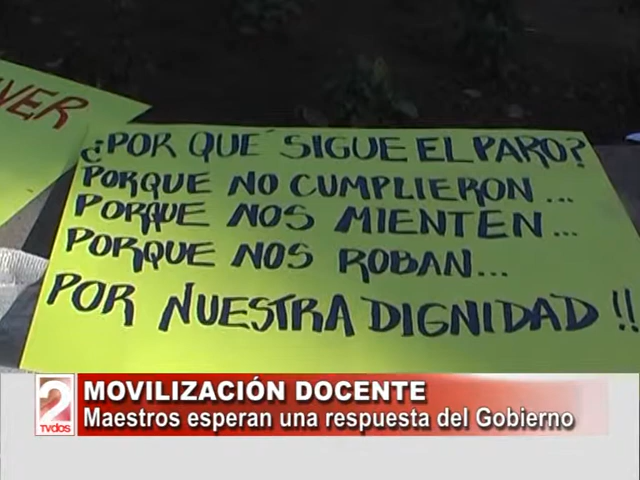 VER
¿POR QUÉ SIGUE EL PARO?
PORQUE NO CUMPLIERON...
PORQUE NOS MIENTEN...
PORQUE NOS ROBAN...
POR NUESTRA DIGNIDAD!!
2
TVDOS
MOVILIZACIÓN DOCENTE
Maestros esperan una respuesta del Gobierno